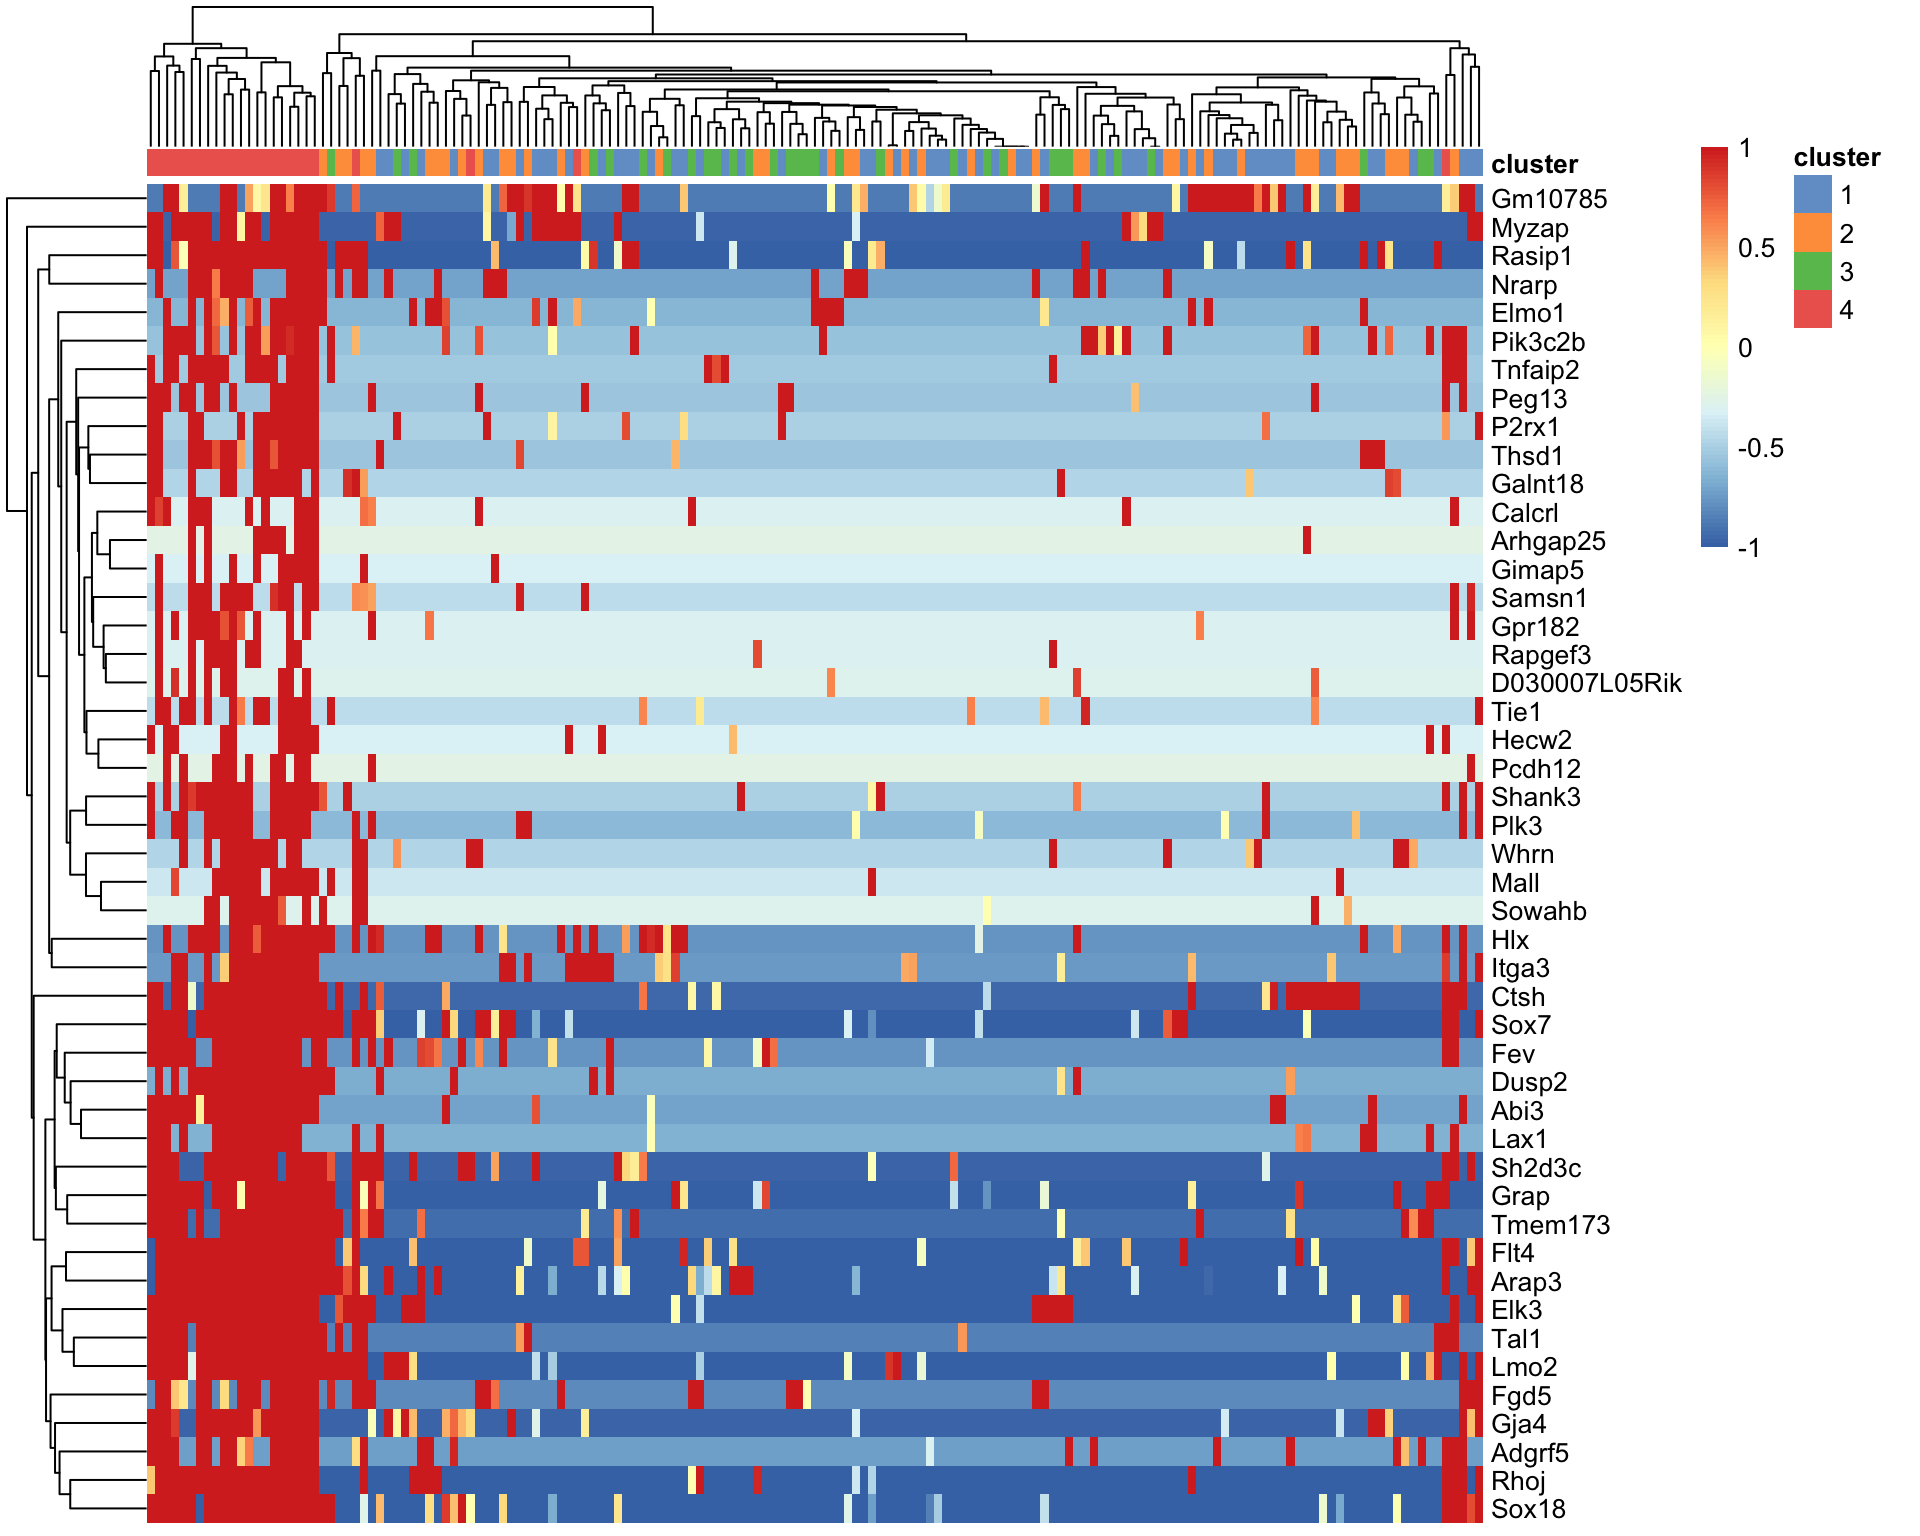 cluster
Gm10785
Myzap
Rasip1
Nrarp
Elmo1
Pik3c2b
Tnfaip2
Peg13
P2rx1
Thsd1
Galnt18
Calcrl
Arhgap25
Gimap5
Samsn1
Gpr182
Rapgef3
D030007L05Rik
Tie1
Hecw2
Pcdh12
Shank3
Plk3
Whrn
Mall
Sowahb
Hlx
Itga3
Ctsh
Sox7
Fev
Dusp2
Abi3
Lax1
Sh2d3c
Grap
Tmem173
Flt4
Arap3
Elk3
Tal1
Lmo2
Fgd5
Gja4
Adgrf5
Rhoj
Sox18
1
0.5
0
-0.5
-1
cluster
1
2
3
4